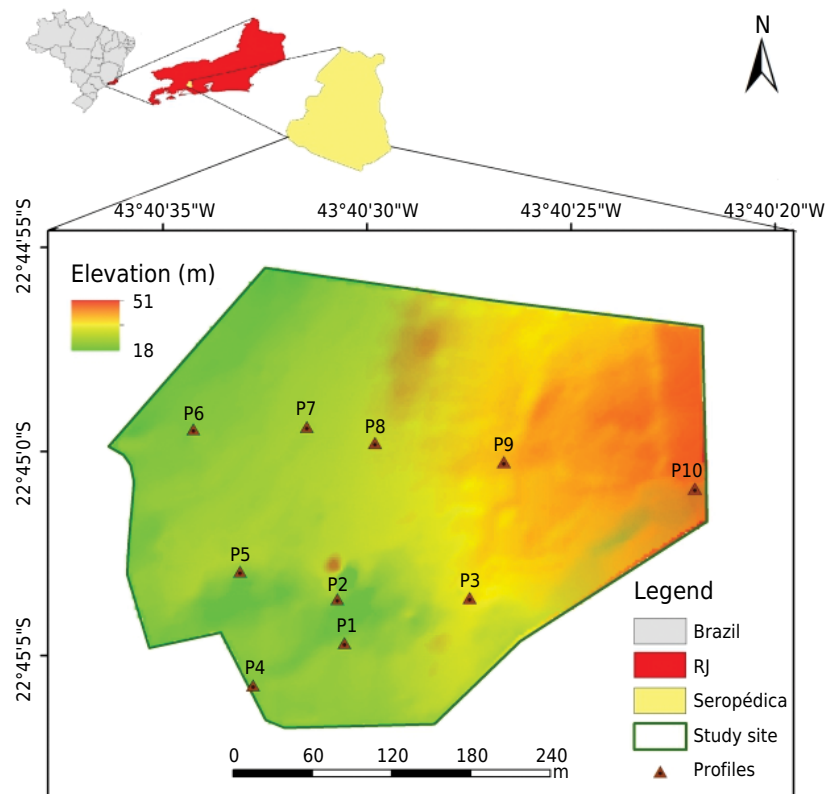 N
43°40'35"W 43°40'30"W 43°40'25"W 43°40'20"W
22°44'55"S
22°45'0"S
22°45'5"S
Elevation (m)
51
18
P6
P7
P8
P9
P10
P5
P2
P3
P1
P4
Legend
Brazil
RJ
Seropédica
Study site
Profiles
0 60 120 180 240
m